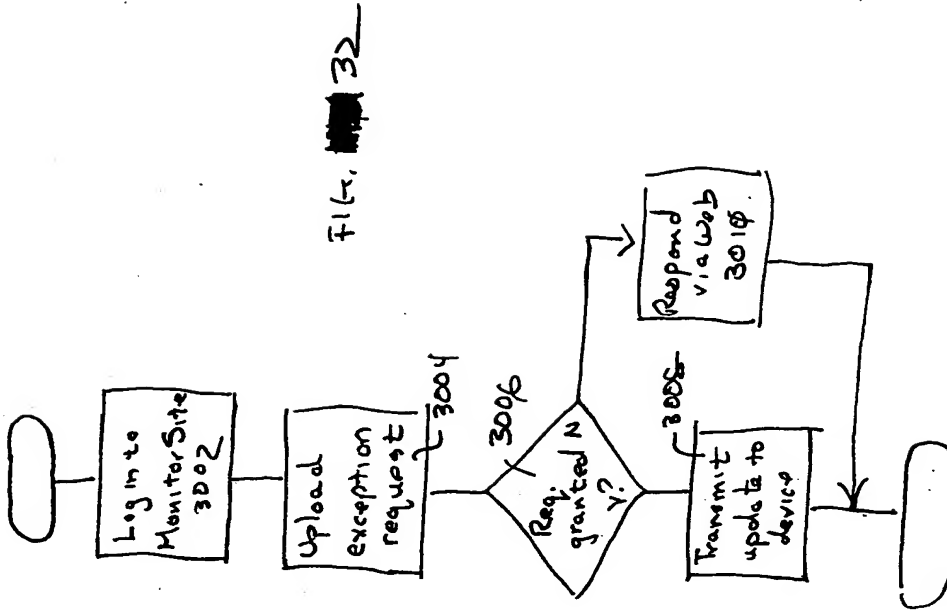 FIG. 32
Log in to
Monitor Site
3002
Upload
exception
request
3004
3006
Req.
granted N
Y?
3008
Transmit
update to
device
Respond
via Web
3010